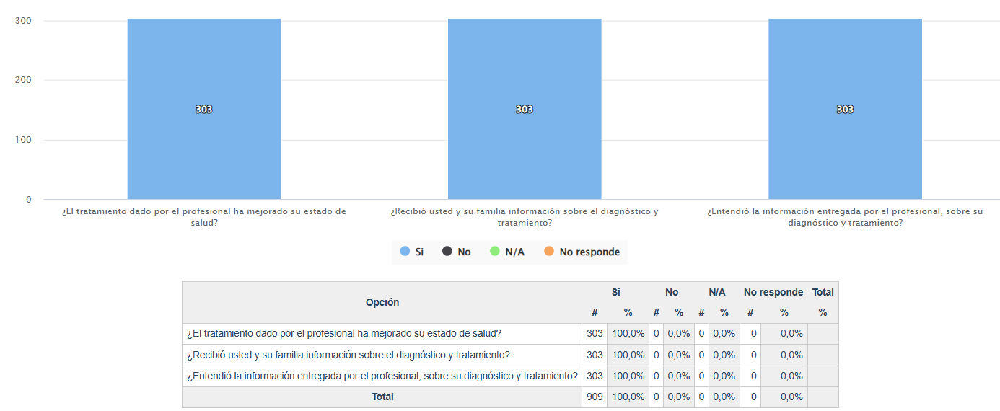 300
200
100
0
303
303
303
¿El tratamiento dado por el profesional ha mejorado su estado de
salud?
¿Recibió usted y su familia información sobre el diagnóstico y
tratamiento?
¿Entendió la información entregada por el profesional, sobre su
diagnóstico y tratamiento?
Si No N/A No responde
Opción Si No N/A No responde Total
# % # % # % # % %
¿El tratamiento dado por el profesional ha mejorado su estado de salud? 303 100,0% 0 0,0% 0 0,0% 0 0,0%
¿Recibió usted y su familia información sobre el diagnóstico y tratamiento? 303 100,0% 0 0,0% 0 0,0% 0 0,0%
¿Entendió la información entregada por el profesional, sobre su diagnóstico y tratamiento? 303 100,0% 0 0,0% 0 0,0% 0 0,0%
Total 909 100,0% 0 0,0% 0 0,0% 0 0,0%